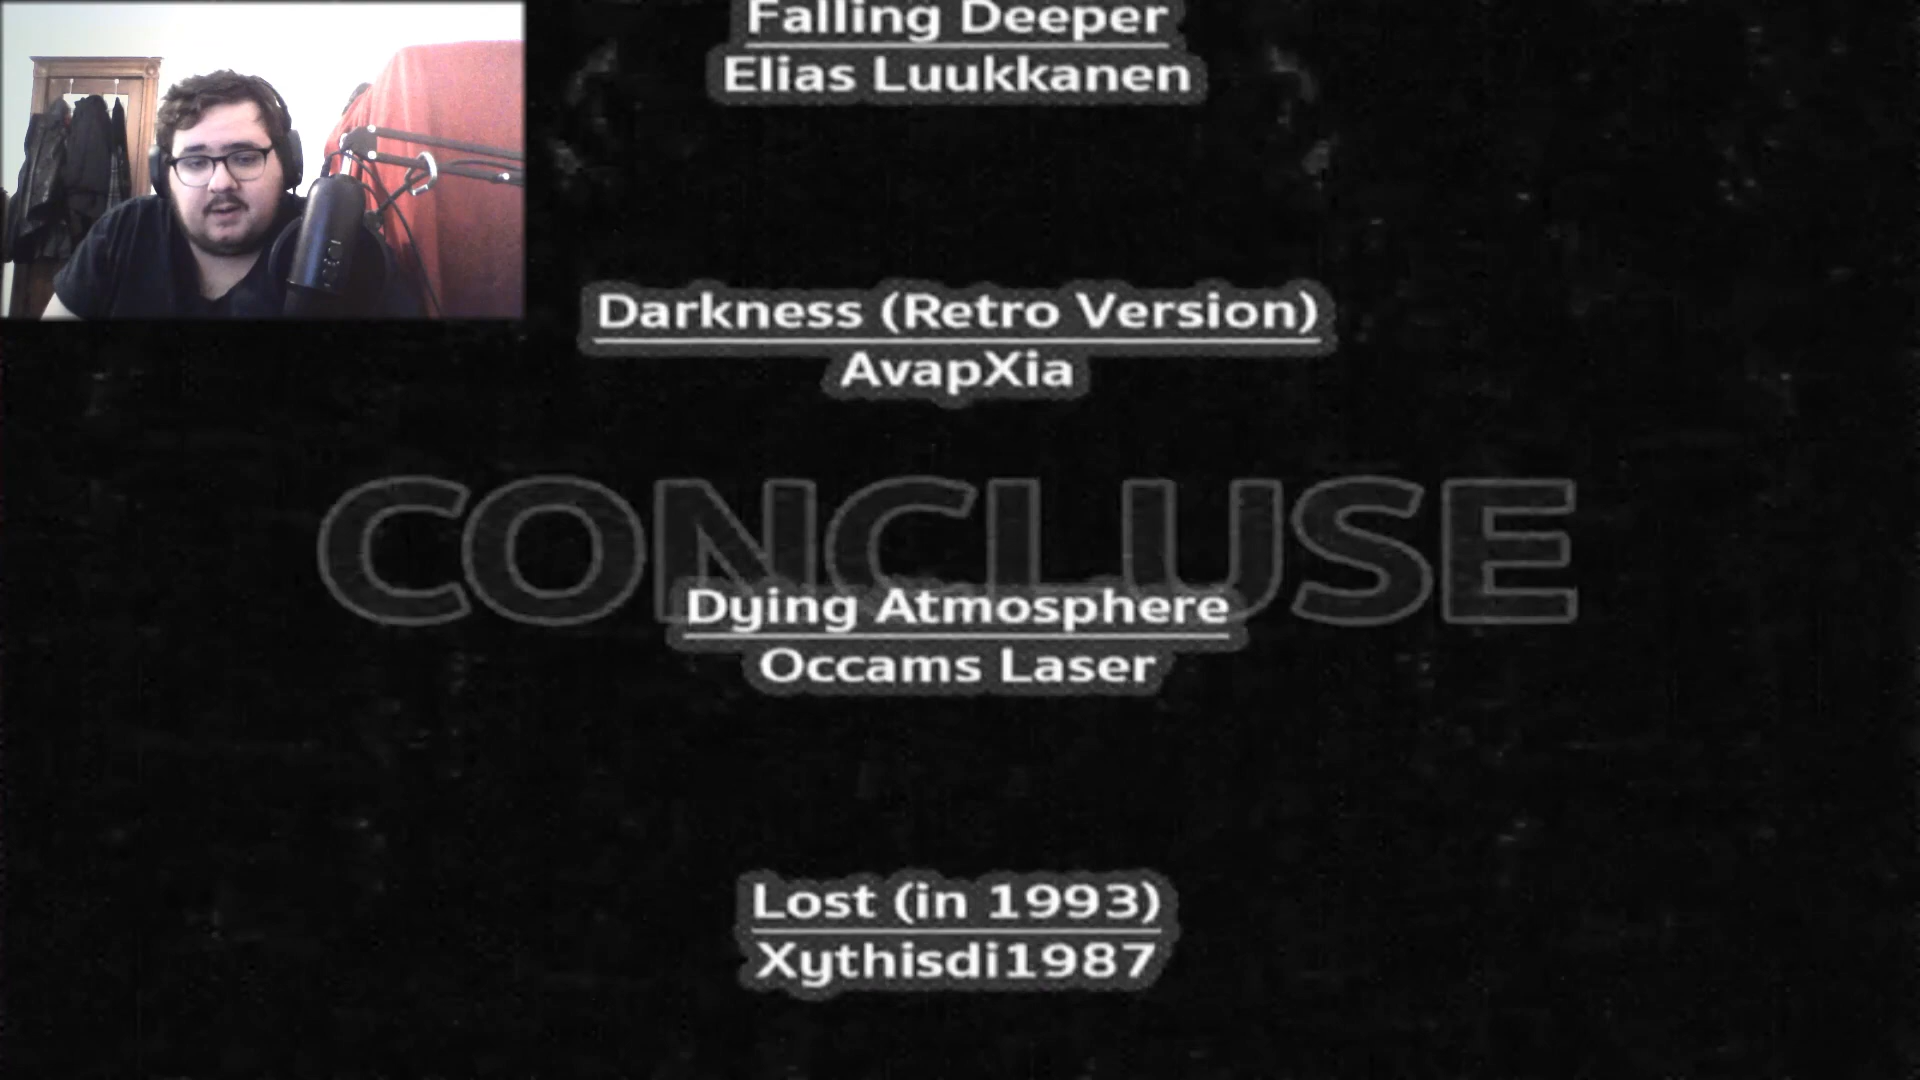 Falling Deeper
Elias Luukkanen
Darkness (Retro Version)
AvapXia
CONCLUSE
Dying Atmosphere
Occams Laser
Lost (in 1993)
Xythisdi1987